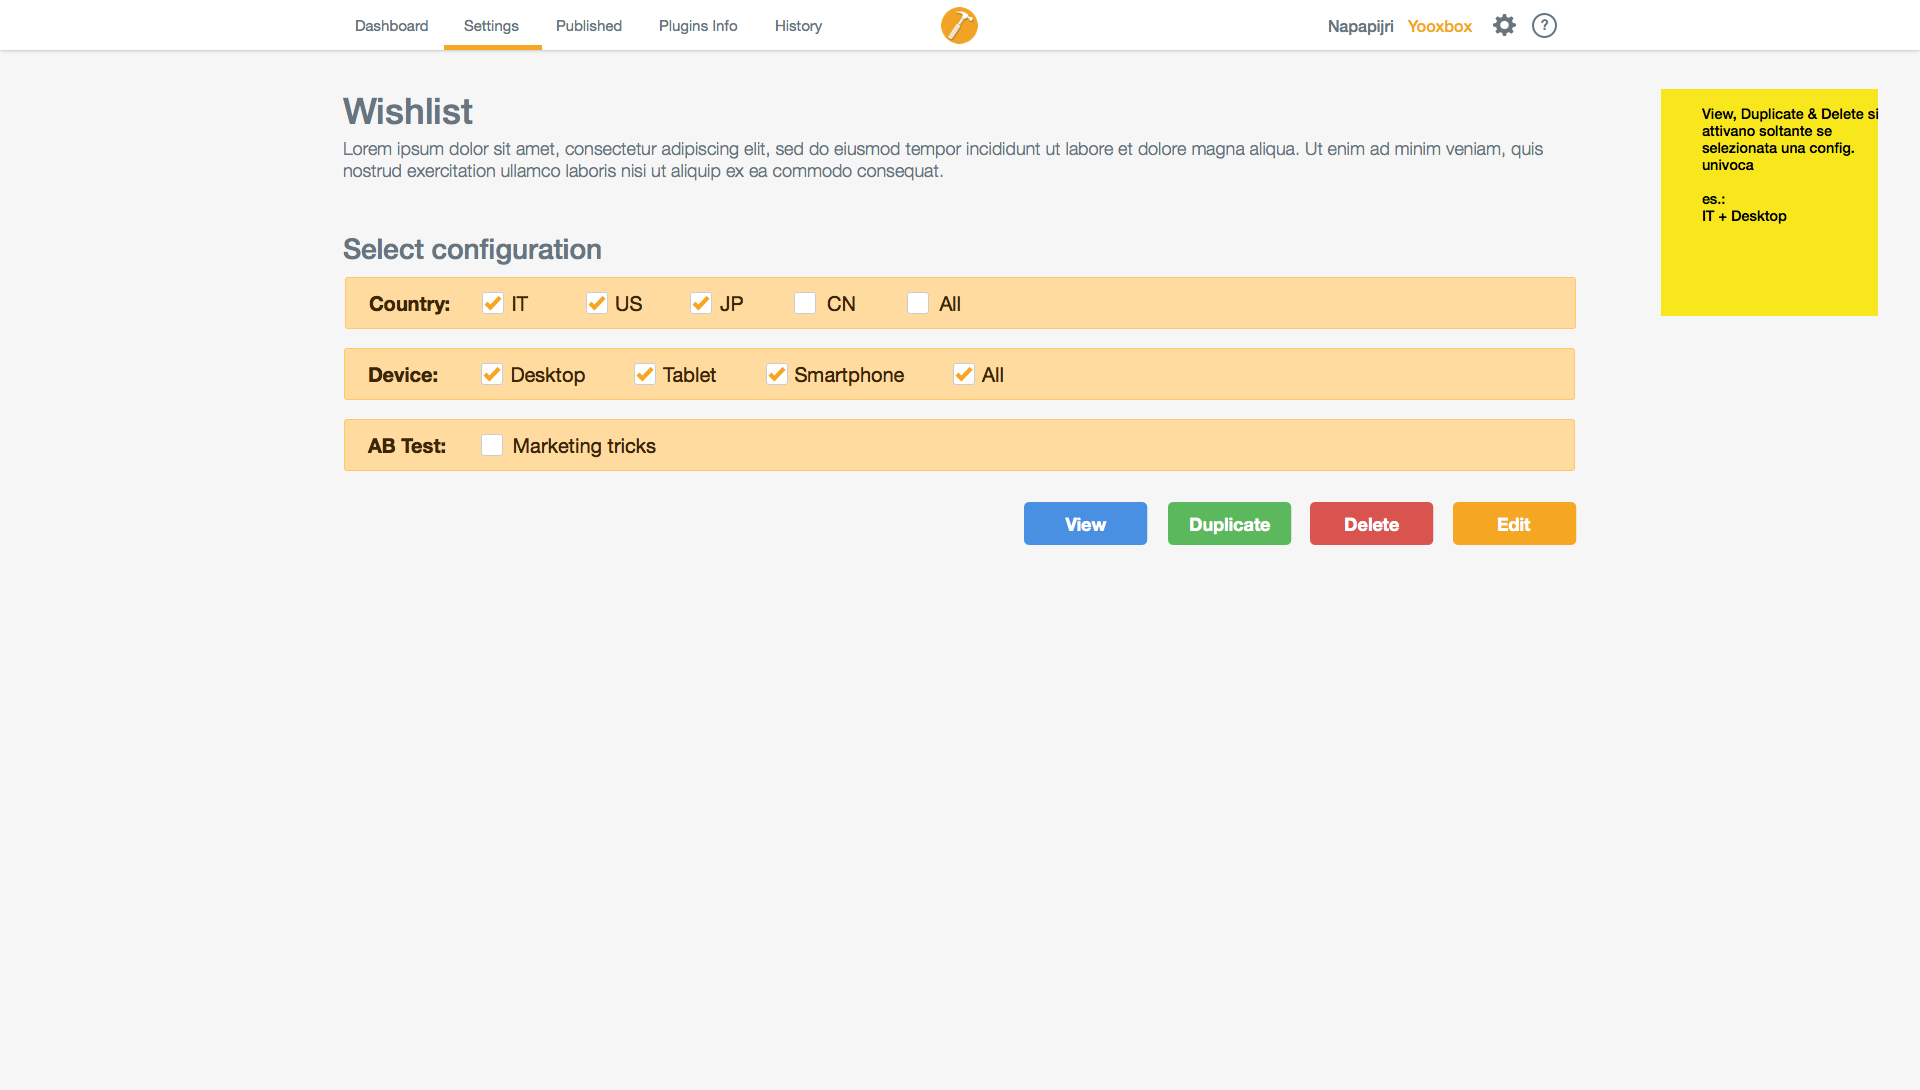 Dashboard Settings Published Plugins Info History Napapijri Yooxbox ?
Wishlist
Lorem ipsum dolor sit amet, consectetur adipiscing elit, sed do eiusmod tempor incididunt ut labore et dolore magna aliqua. Ut enim ad minim veniam, quis
nostrud exercitation ullamco laboris nisi ut aliquip ex ea commodo consequat.
View, Duplicate & Delete si
attivano soltante se
selezionata una config.
univoca
es.:
IT + Desktop
Select configuration
Country: IT US JP CN All
Device: Desktop Tablet Smartphone All
AB Test: Marketing tricks
View Duplicate Delete Edit